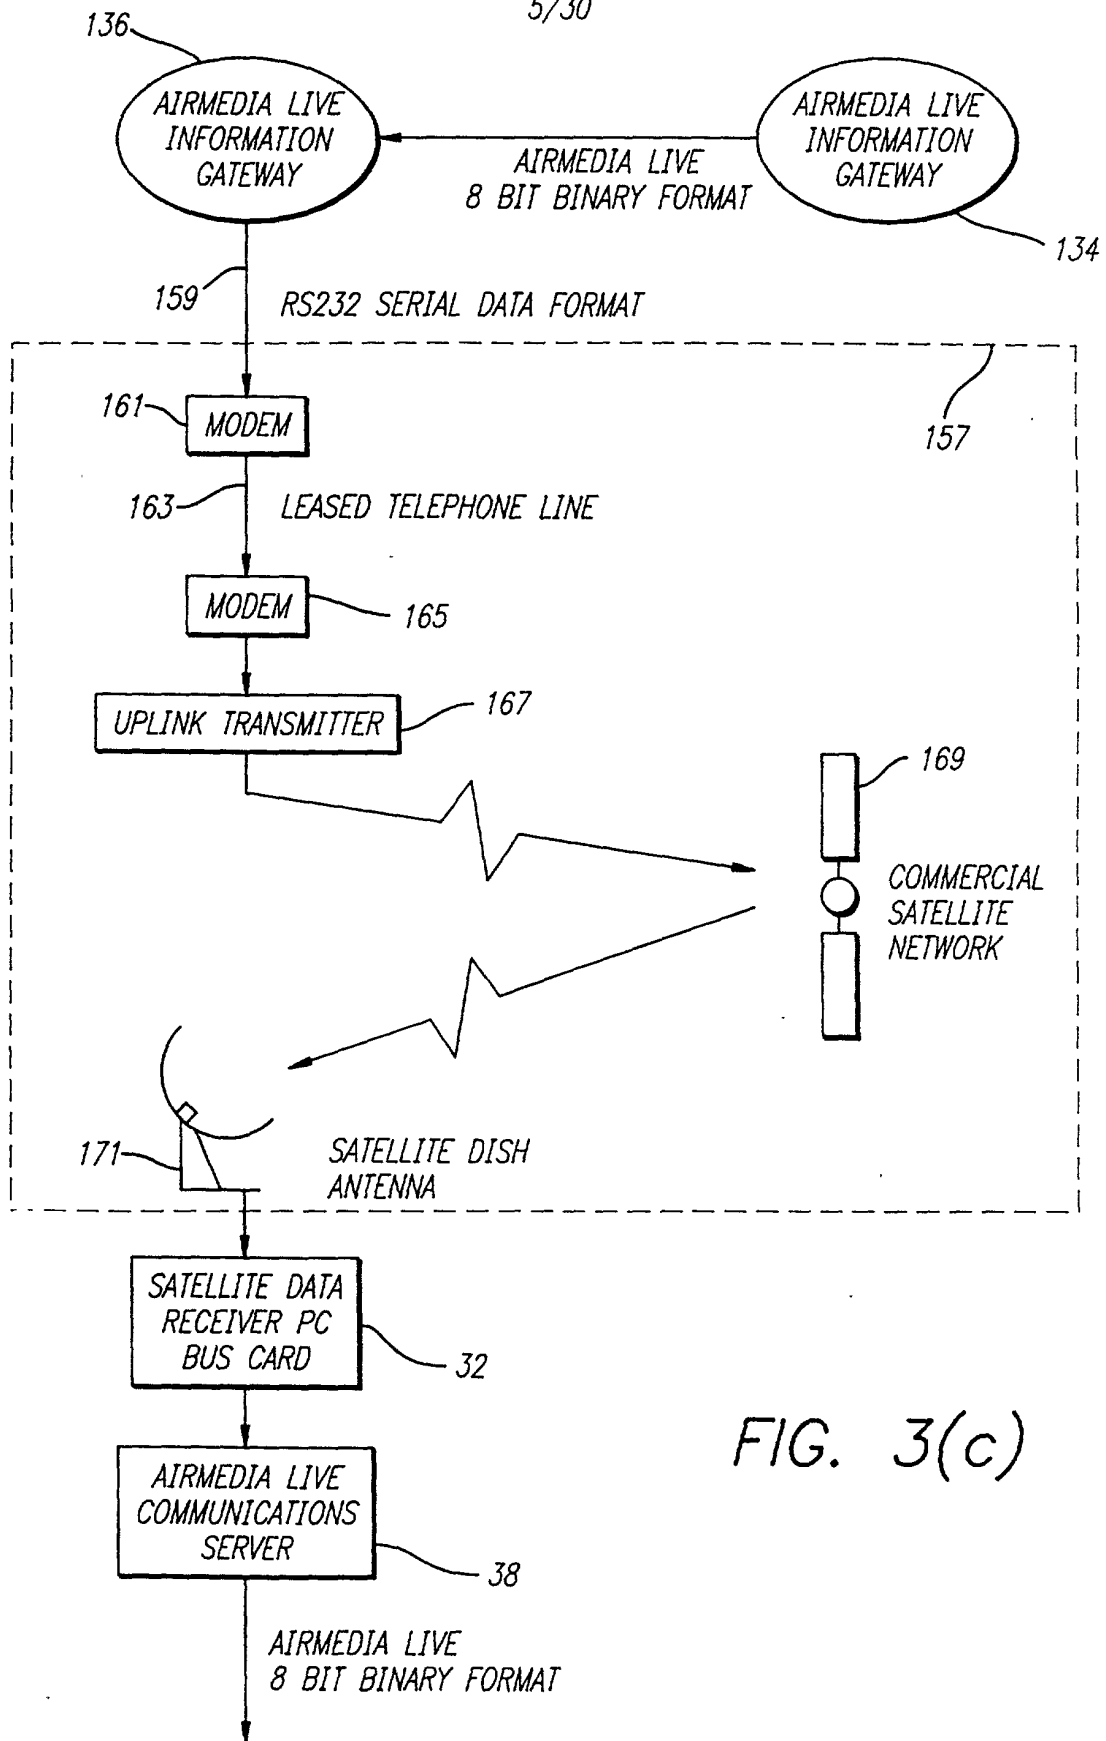 5/30
136
AIRMEDIA LIVE
INFORMATION
GATEWAY
AIRMEDIA LIVE
INFORMATION
GATEWAY
AIRMEDIA LIVE
8 BIT BINARY FORMAT
134
159
RS232 SERIAL DATA FORMAT
157
161
MODEM
163
LEASED TELEPHONE LINE
MODEM
165
UPLINK TRANSMITTER
167
169
COMMERCIAL
SATELLITE
NETWORK
171
SATELLITE DISH
ANTENNA
SATELLITE DATA
RECEIVER PC
BUS CARD
32
AIRMEDIA LIVE
COMMUNICATIONS
SERVER
38
FIG. 3(c)
AIRMEDIA LIVE
8 BIT BINARY FORMAT